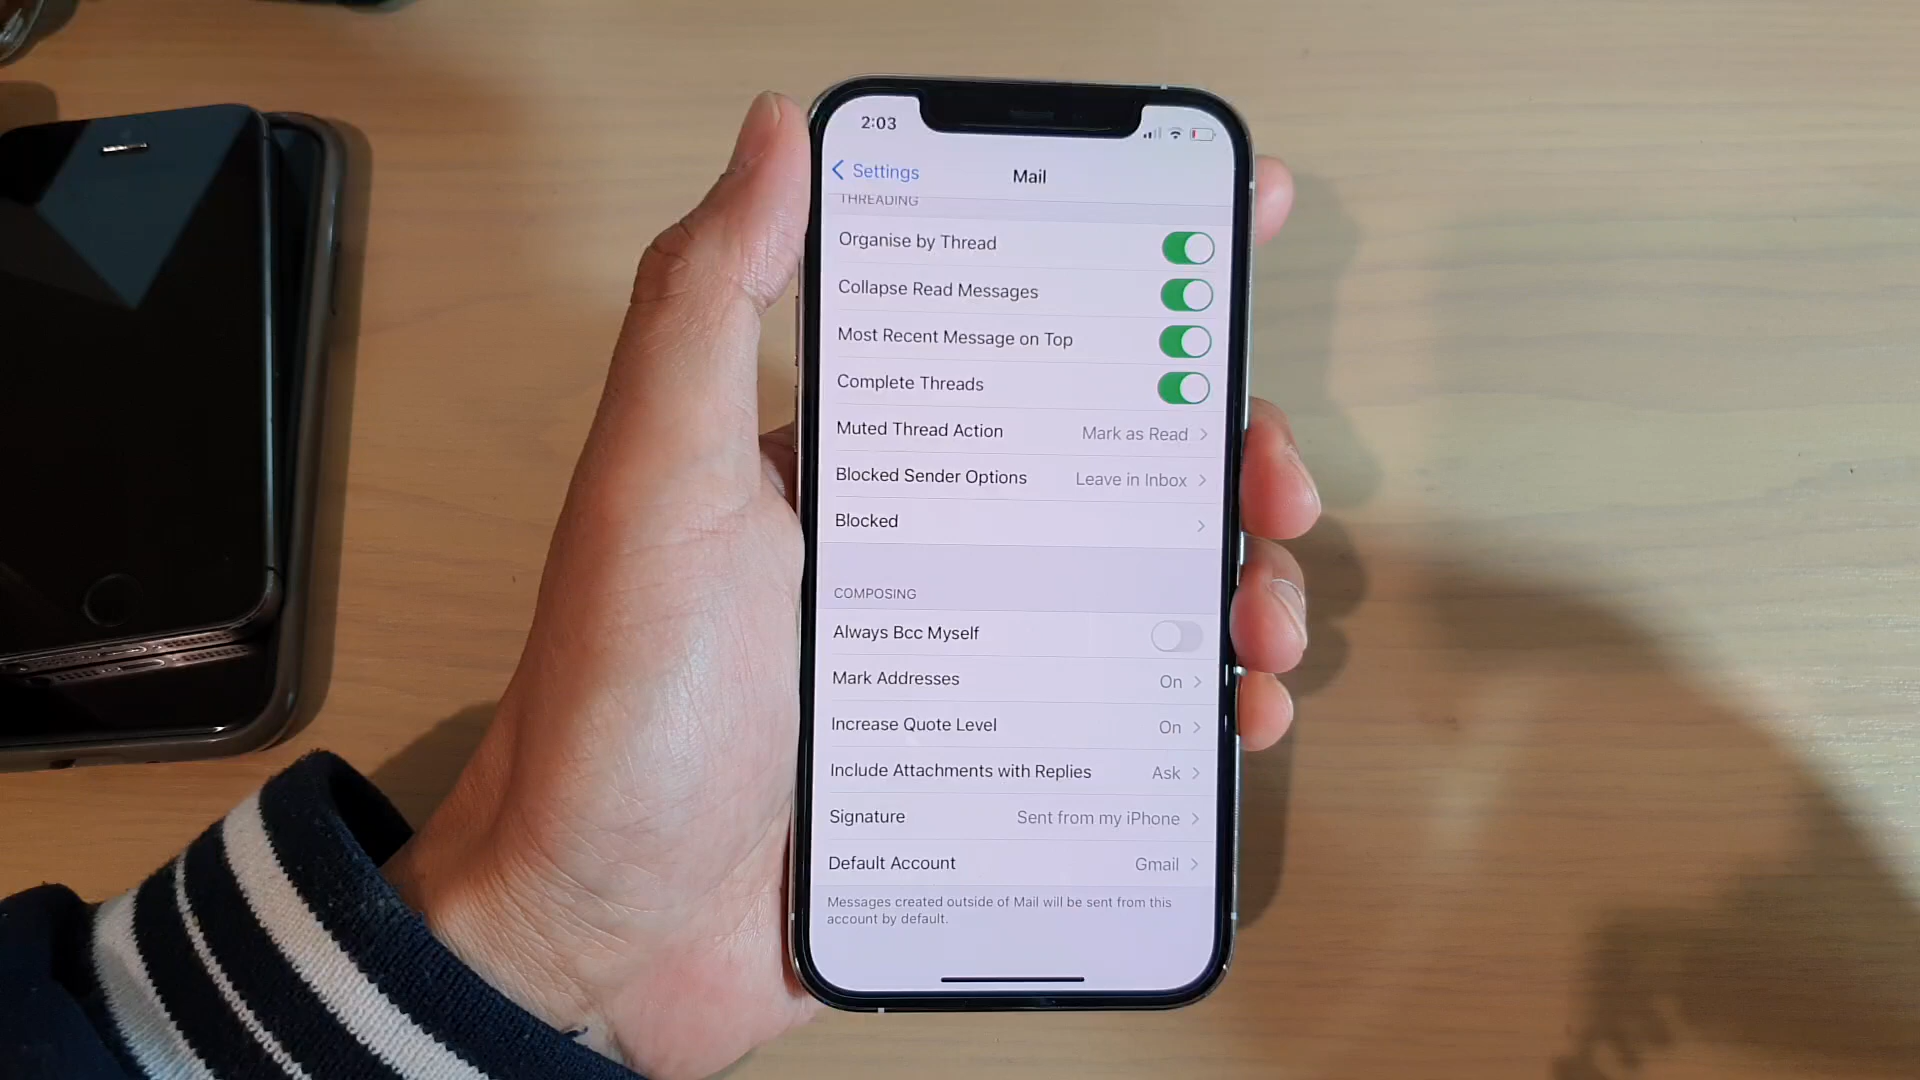 2:03
Settings
Mail
THREADING
Organise by Thread
Collapse Read Messages
Most Recent Message on Top
Complete Threads
Muted Thread Action Mark as Read
Blocked Sender Options Leave in Inbox
Blocked
COMPOSING
Always Bcc Myself
Mark Addresses On
Increase Quote Level On
Include Attachments with Replies Ask
Signature Sent from my iPhone
Default Account Gmail
Messages created outside of Mail will be sent from this
account by default.